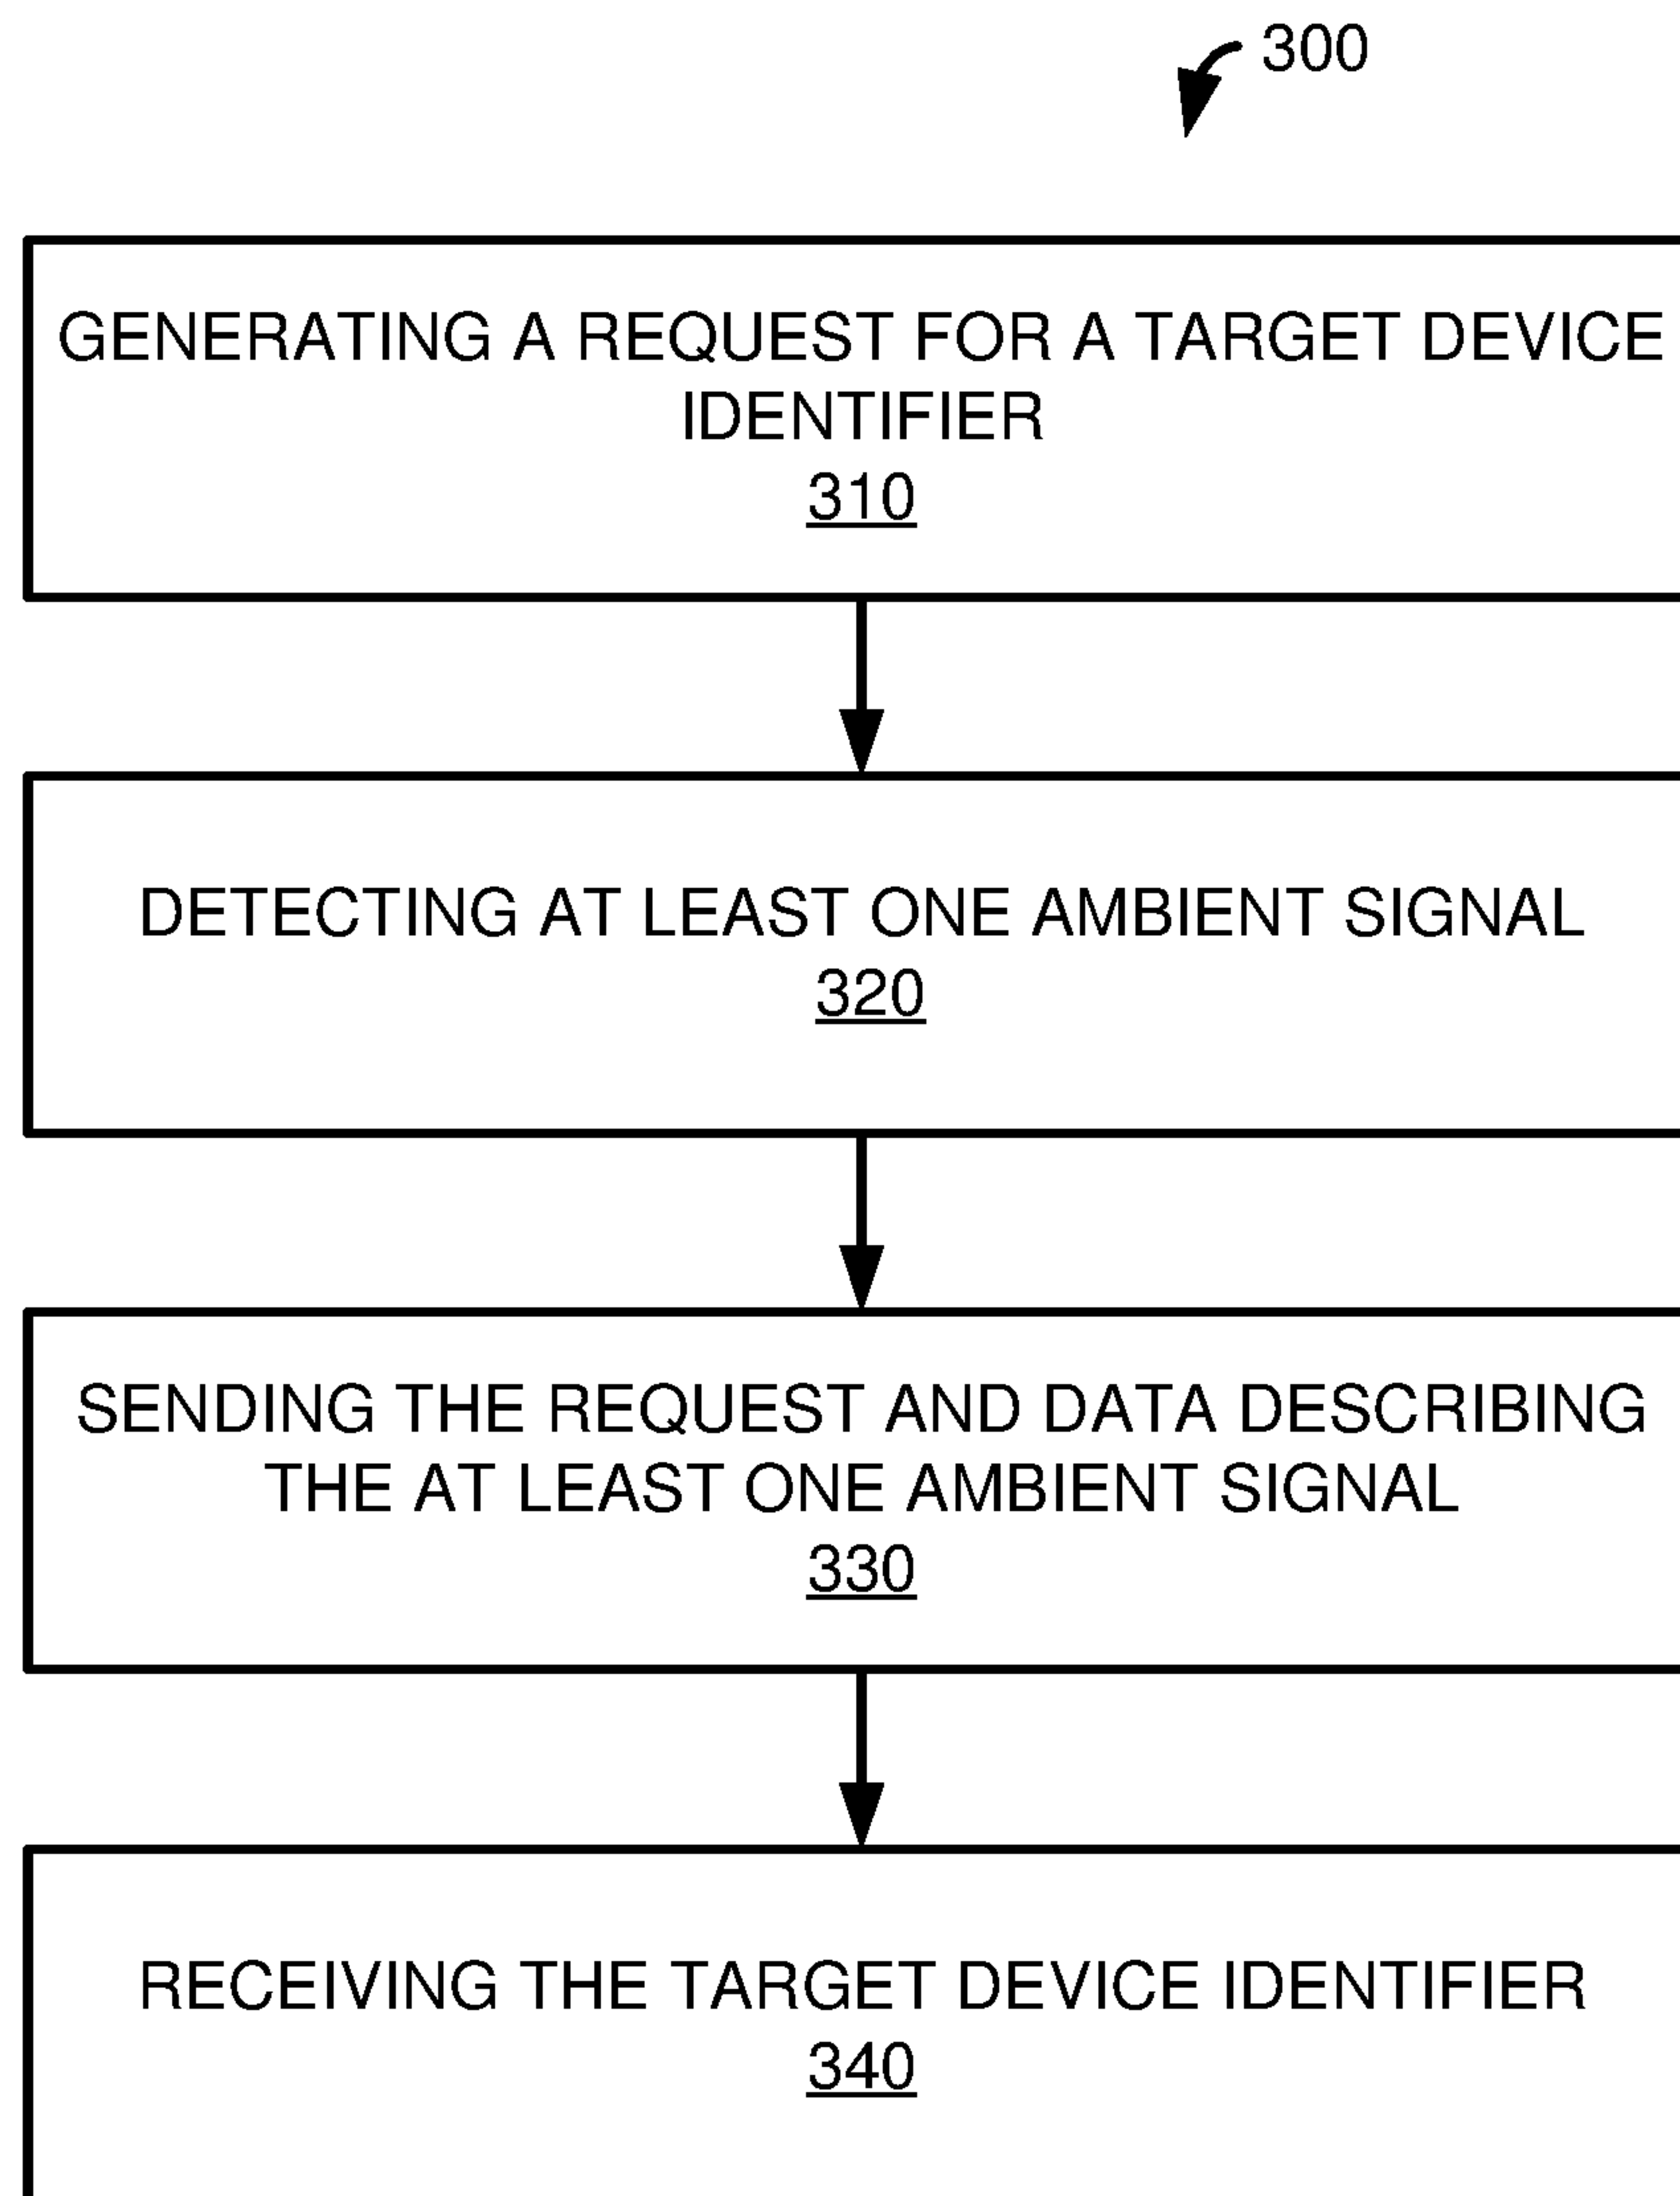 300
GENERATING A REQUEST FOR A TARGET DEVICE
IDENTIFIER
310
DETECTING AT LEAST ONE AMBIENT SIGNAL
320
SENDING THE REQUEST AND DATA DESCRIBING
THE AT LEAST ONE AMBIENT SIGNAL
330
RECEIVING THE TARGET DEVICE IDENTIFIER
340